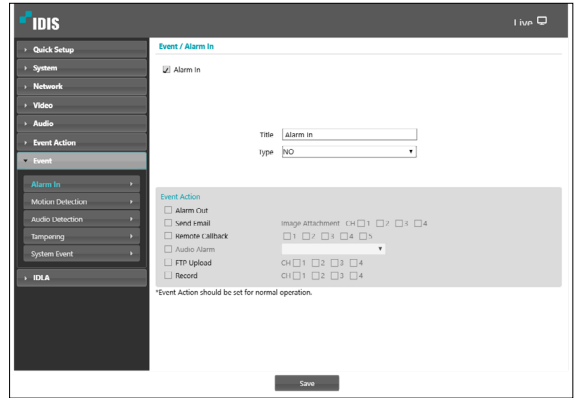 IDIS
Live
Quick Setup
System
Network
Video
Audio
Event Action
Event
Alarm In
Motion Detection
Audio Detection
Tampering
System Event
IDLA
Event / Alarm In
Alarm In
Title Alarm In
Type NO
Event Action
Alarm Out
Send Email Image Attachment CH 1 2 3 4
Remote Callback 1 2 3 4 5
Audio Alarm
FTP Upload CH 1 2 3 4
Record CH 1 2 3 4
*Event Action should be set for normal operation.
Save